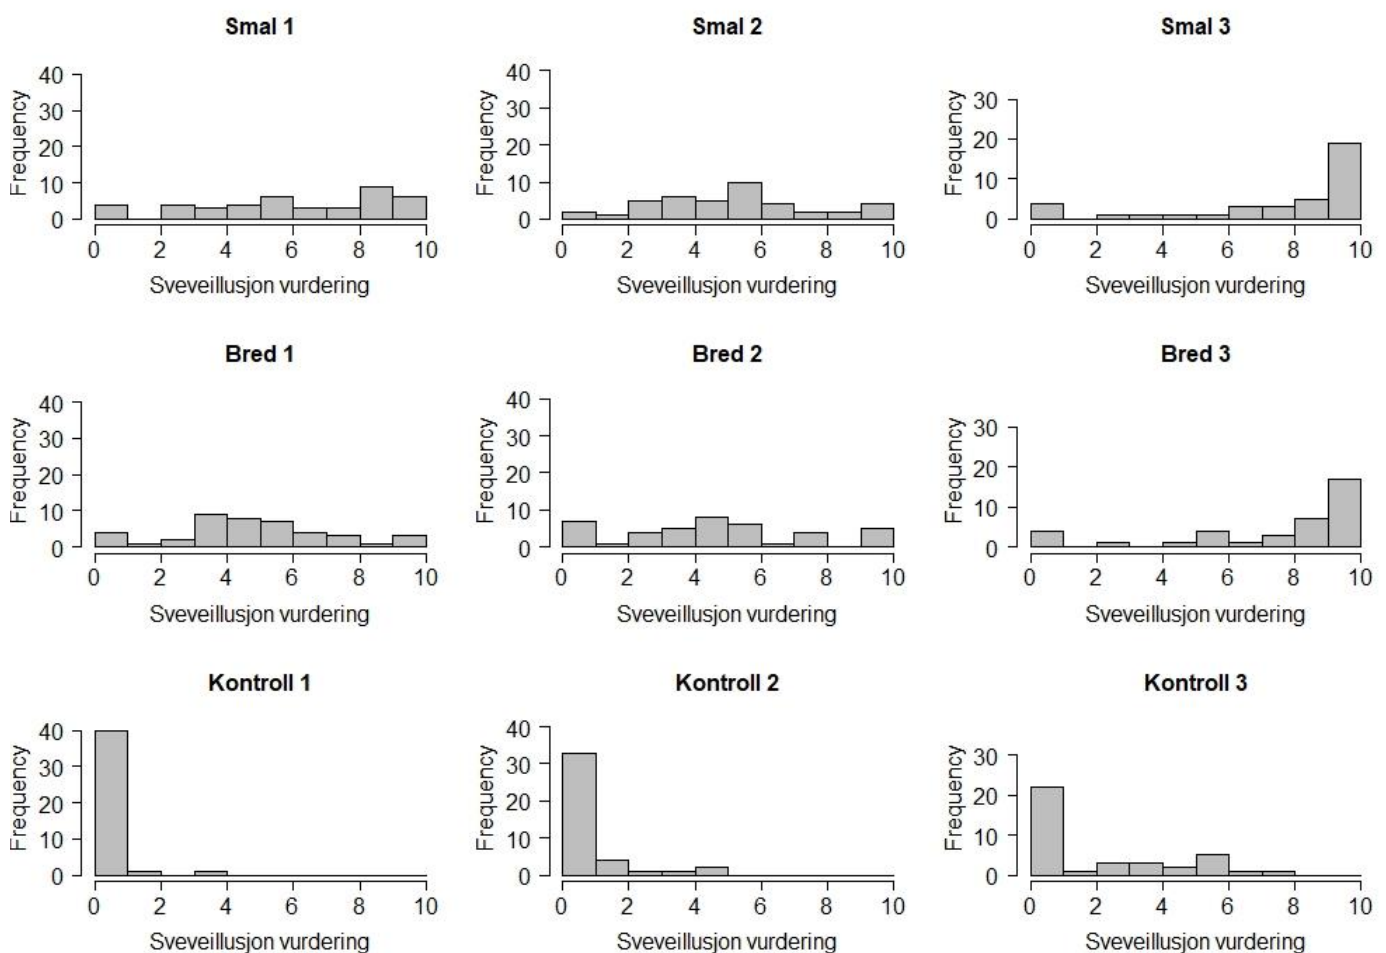 Smal 1
Smal 2
Smal 3
Frequency
40
30
20
10
0
0 2 4 6 8 10
Sveveillusjon vurdering
Frequency
40
30
20
10
0
0 2 4 6 8 10
Sveveillusjon vurdering
Frequency
30
20
10
0
0 2 4 6 8 10
Sveveillusjon vurdering
Bred 1
Bred 2
Bred 3
Frequency
40
30
20
10
0
0 2 4 6 8 10
Sveveillusjon vurdering
Frequency
40
30
20
10
0
0 2 4 6 8 10
Sveveillusjon vurdering
Frequency
30
20
10
0
0 2 4 6 8 10
Sveveillusjon vurdering
Kontroll 1
Kontroll 2
Kontroll 3
Frequency
40
30
20
10
0
0 2 4 6 8 10
Sveveillusjon vurdering
Frequency
40
30
20
10
0
0 2 4 6 8 10
Sveveillusjon vurdering
Frequency
30
20
10
0
0 2 4 6 8 10
Sveveillusjon vurdering